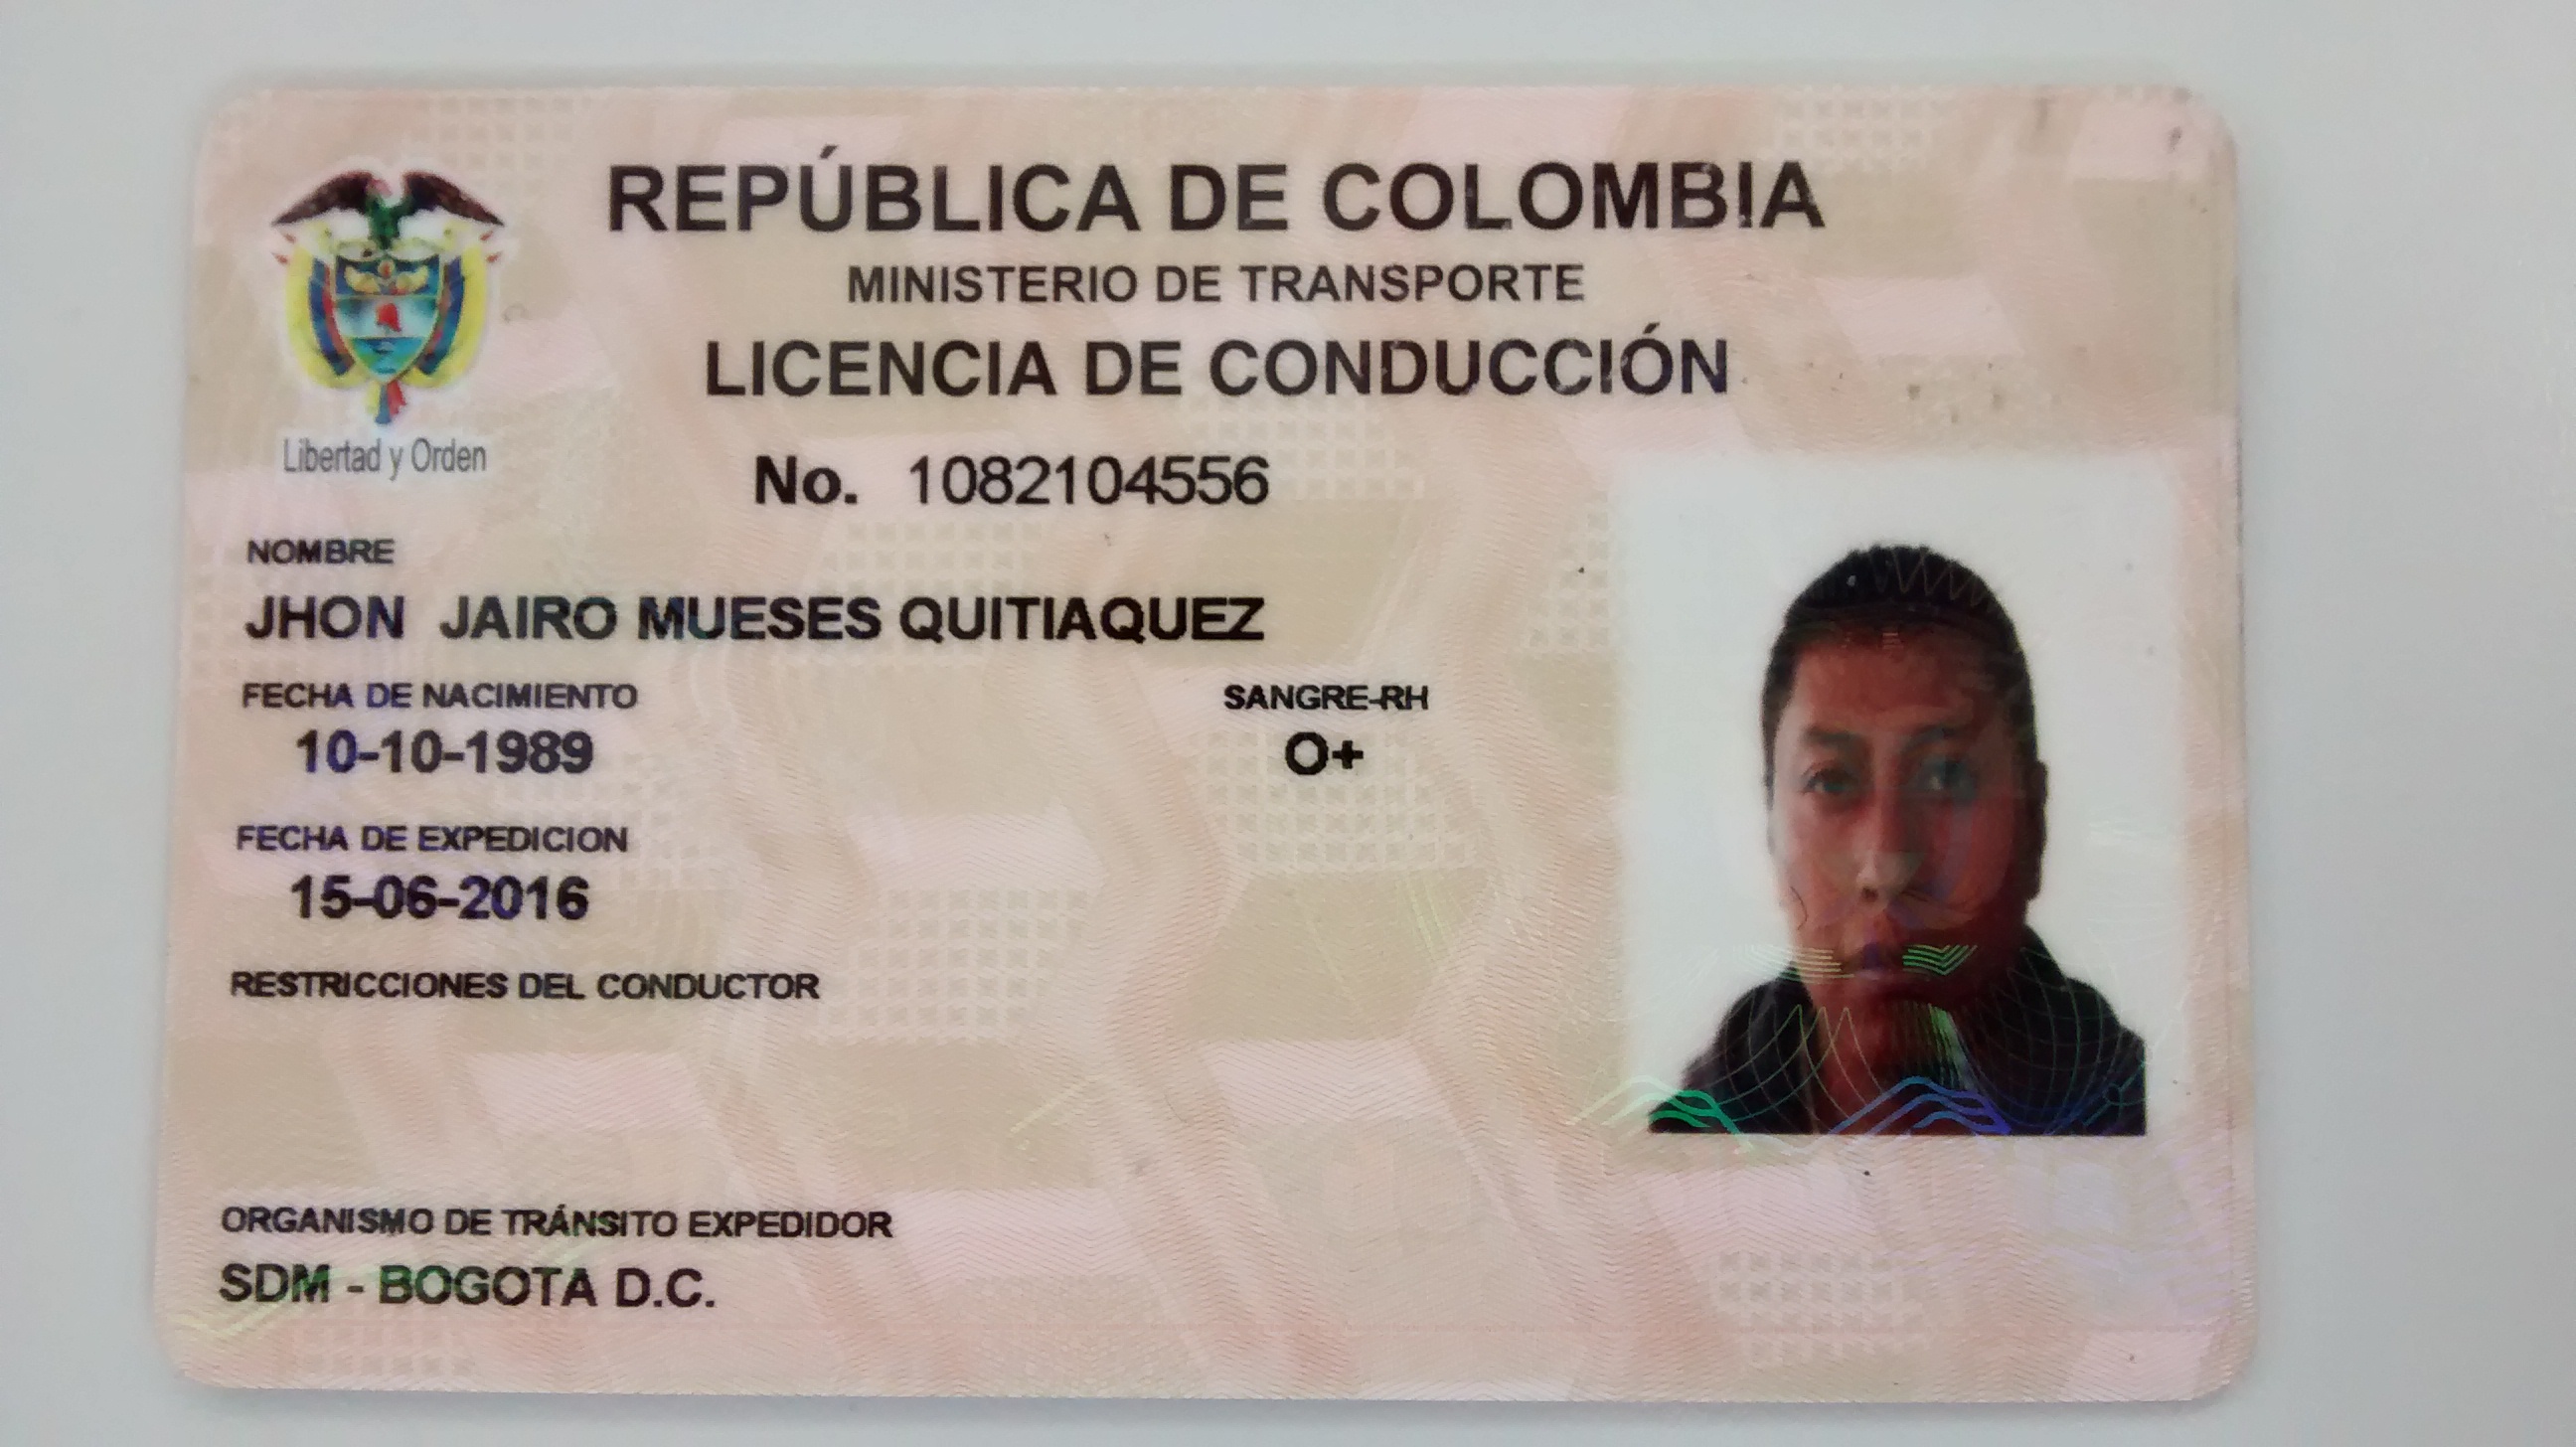 REPÚBLICA DE COLOMBIA
MINISTERIO DE TRANSPORTE
LICENCIA DE CONDUCCIÓN
Libertad y Orden
No. 1082104556
NOMBRE
JHON JAIRO MUESES QUITIAQUEZ
FECHA DE NACIMIENTO
10-10-1989
SANGRE-RH
O+
FECHA DE EXPEDICION
15-06-2016
RESTRICCIONES DEL CONDUCTOR
ORGANISMO DE TRÁNSITO EXPEDIDOR
SDM - BOGOTA D.C.